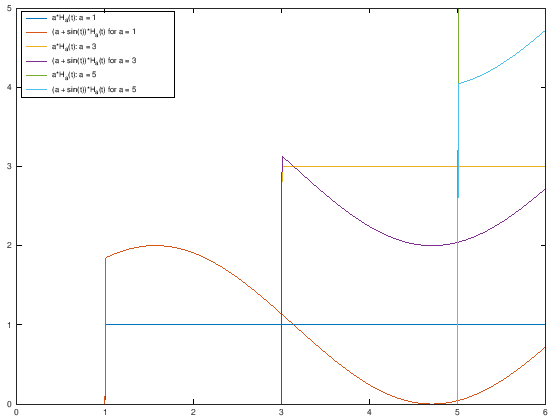 a*H_a(t): a = 1
(a + sin(t))*H_a(t) for a = 1
a*H_a(t): a = 3
(a + sin(t))*H_a(t) for a = 3
a*H_a(t): a = 5
(a + sin(t))*H_a(t) for a = 5
5
4
3
2
1
0
0 1 2 3 4 5 6